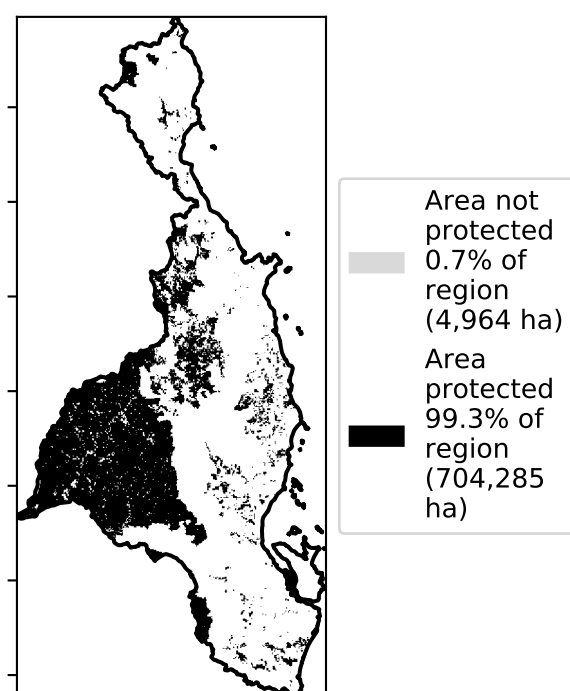 Area not
protected
0.7% of
region
(4,964 ha)
Area
protected
99.3% of
region
(704,285
ha)